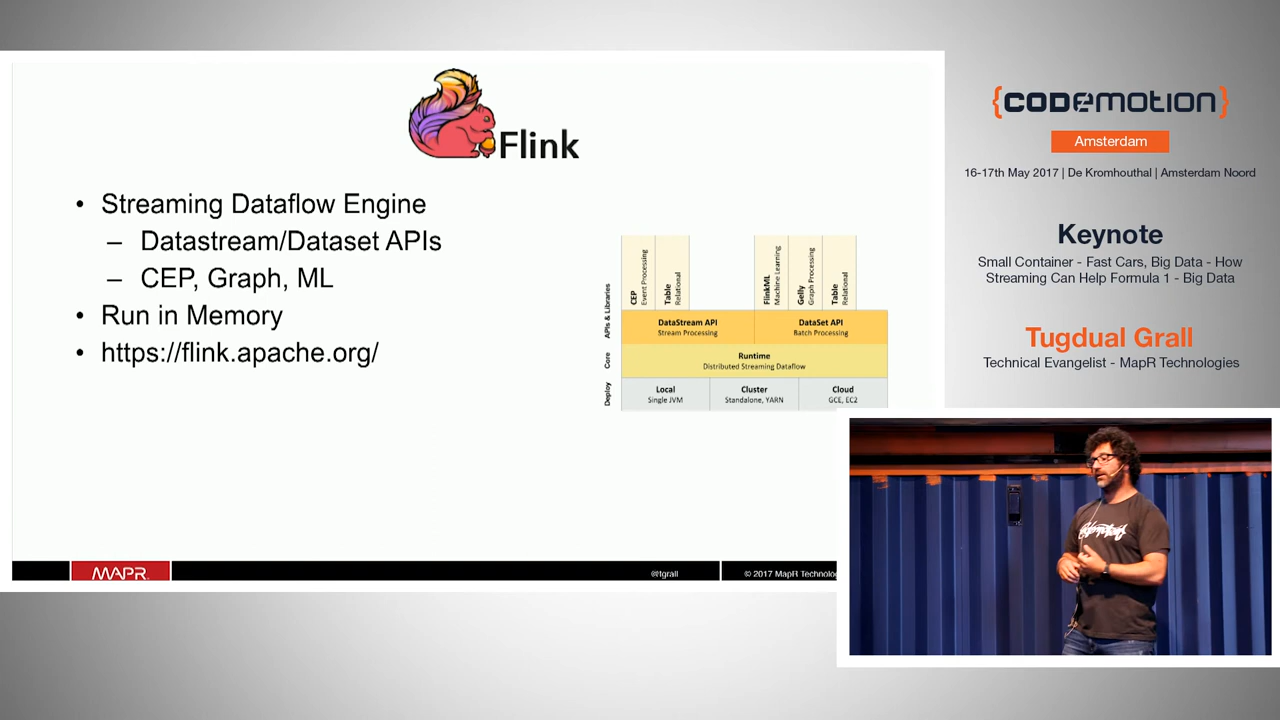 Flink
• Streaming Dataflow Engine
– Datastream/Dataset APIs
– CEP, Graph, ML
• Run in Memory
• https://flink.apache.org/
APIs & Libraries
Core
Deploy
CEP
Event Processing
Table
Relational
FlinkML
Machine Learning
Gelly
Graph Processing
Table
Relational
DataStream API
Stream Processing
DataSet API
Batch Processing
Runtime
Distributed Streaming Dataflow
Local
Single JVM
Cluster
Standalone, YARN
Cloud
GCE, EC2
MAPR
@tgrall
© 2017 MapR
{CODEMOTION}
Amsterdam
16-17th May 2017 | De Kromhouthal | Amsterdam Noord
Keynote
Small Container - Fast Cars, Big Data - How
Streaming Can Help Formula 1 - Big Data
Tugdual Grall
Technical Evangelist - MapR Technologies